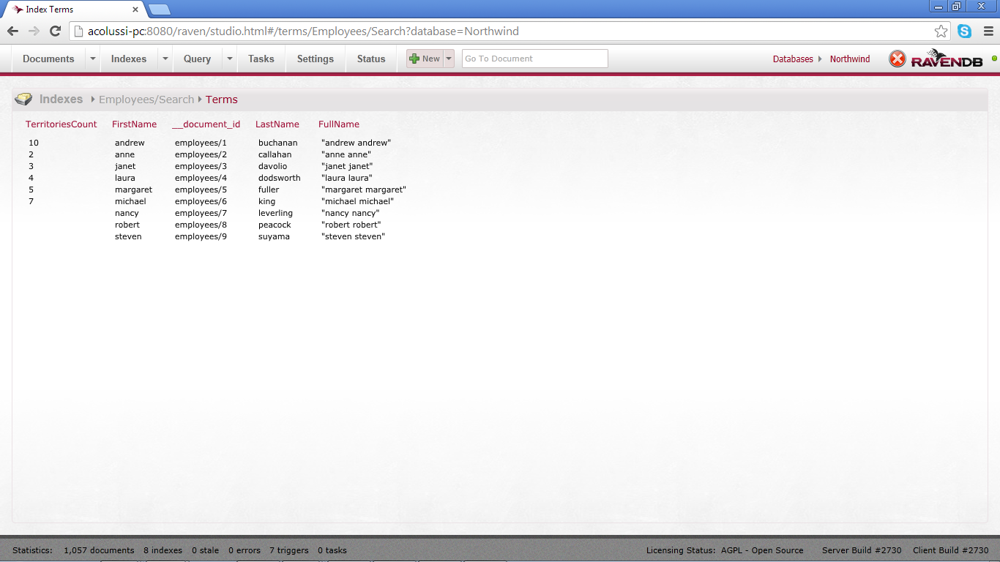 Index Terms
acolussi-pc:8080/raven/studio.html#/terms/Employees/Search?database=Northwind
Documents Indexes Query Tasks Settings Status New Go To Document Databases Northwind RAVENDB
Indexes Employees/Search Terms
TerritoriesCount FirstName __document_id LastName FullName
10 andrew employees/1 buchanan "andrew andrew"
2 anne employees/2 callahan "anne anne"
3 janet employees/3 davolio "janet janet"
4 laura employees/4 dodsworth "laura laura"
5 margaret employees/5 fuller "margaret margaret"
7 michael employees/6 king "michael michael"
nancy employees/7 leverling "nancy nancy"
robert employees/8 peacock "robert robert"
steven employees/9 suyama "steven steven"
Statistics: 1,057 documents 8 indexes 0 stale 0 errors 7 triggers 0 tasks Licensing Status: AGPL - Open Source Server Build #2730 Client Build #2730